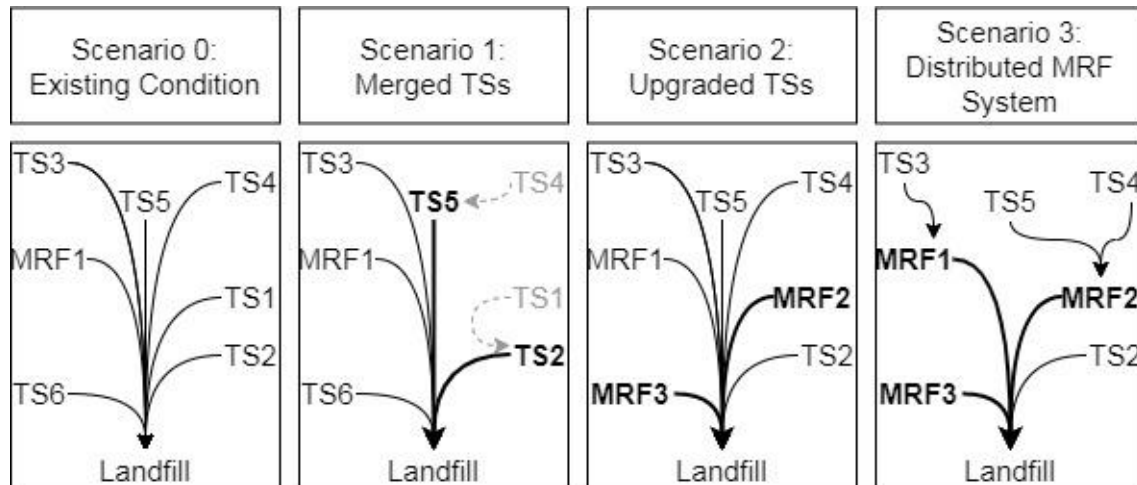 Scenario 0:
Existing Condition
Scenario 1:
Merged TSs
Scenario 2:
Upgraded TSs
Scenario 3:
Distributed MRF
System
TS3
TS4
TS5
MRF1
TS1
TS2
TS6
Landfill
TS3
TS4
TS5
MRF1
TS1
TS2
TS6
Landfill
TS3
TS4
TS5
MRF1
MRF2
TS2
MRF3
Landfill
TS3
TS4
TS5
MRF1
MRF2
TS2
MRF3
Landfill